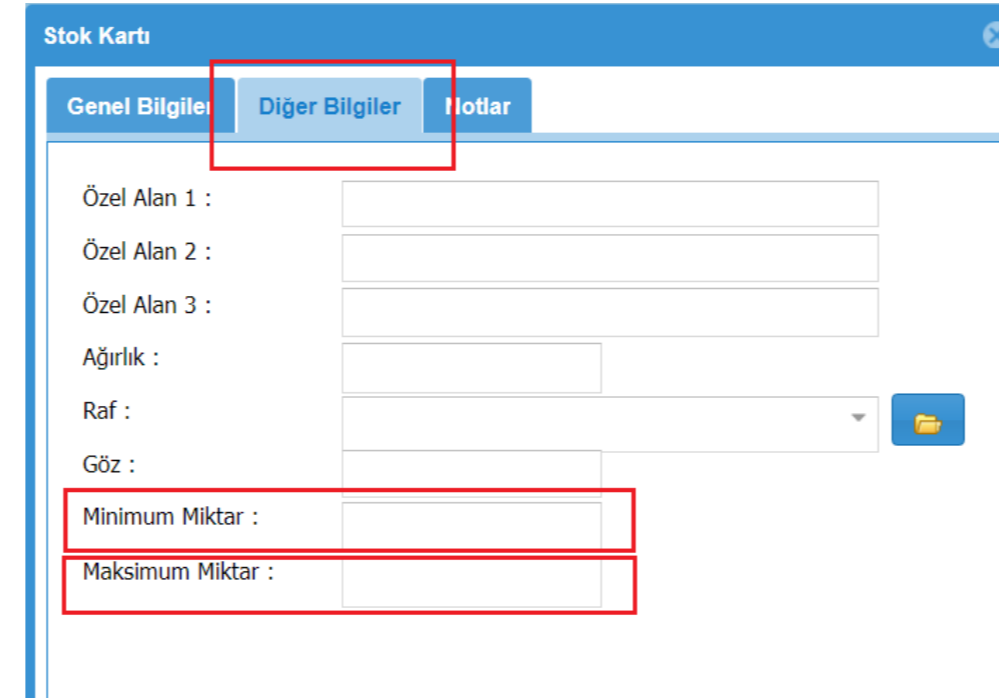 Stok Kartı
Genel Bilgiler Diğer Bilgiler Notlar
Özel Alan 1 :
Özel Alan 2 :
Özel Alan 3 :
Ağırlık :
Raf :
Göz :
Minimum Miktar :
Maksimum Miktar :